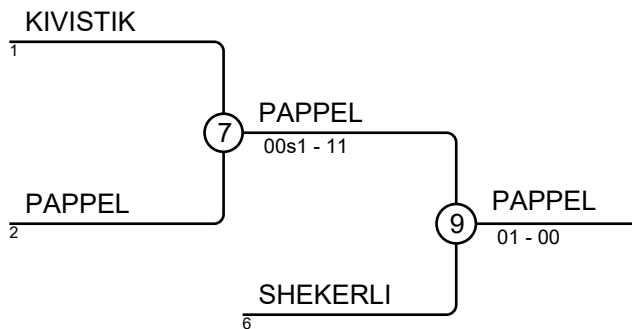 KIVISTIK
1
7
PAPPEL
00s1 - 11
PAPPEL
2
9
PAPPEL
01 - 00
SHEKERLI
6